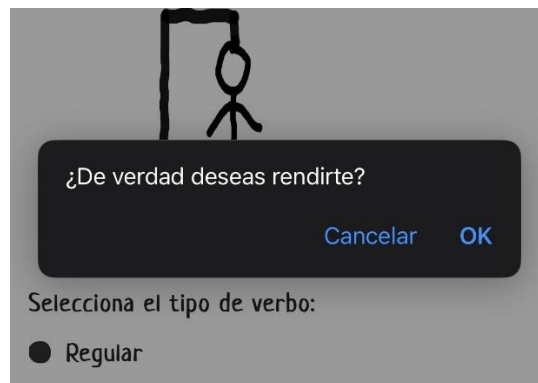 ¿De verdad deseas rendirte?
Cancelar OK
Selecciona el tipo de verbo:
Regular